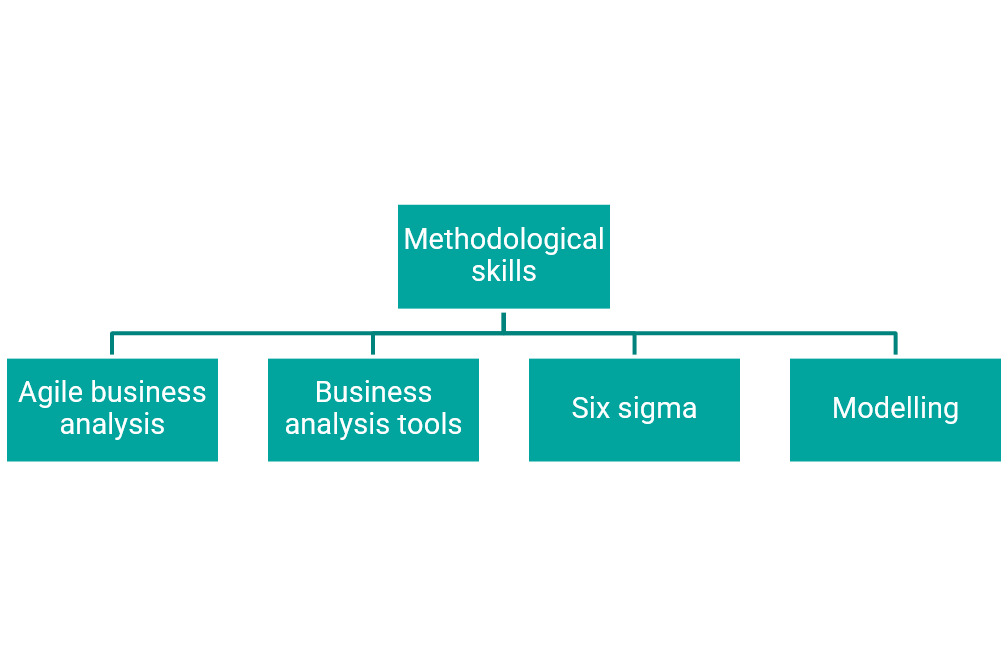 Methodological
skills
Agile business
analysis
Business
analysis tools
Six sigma
Modelling